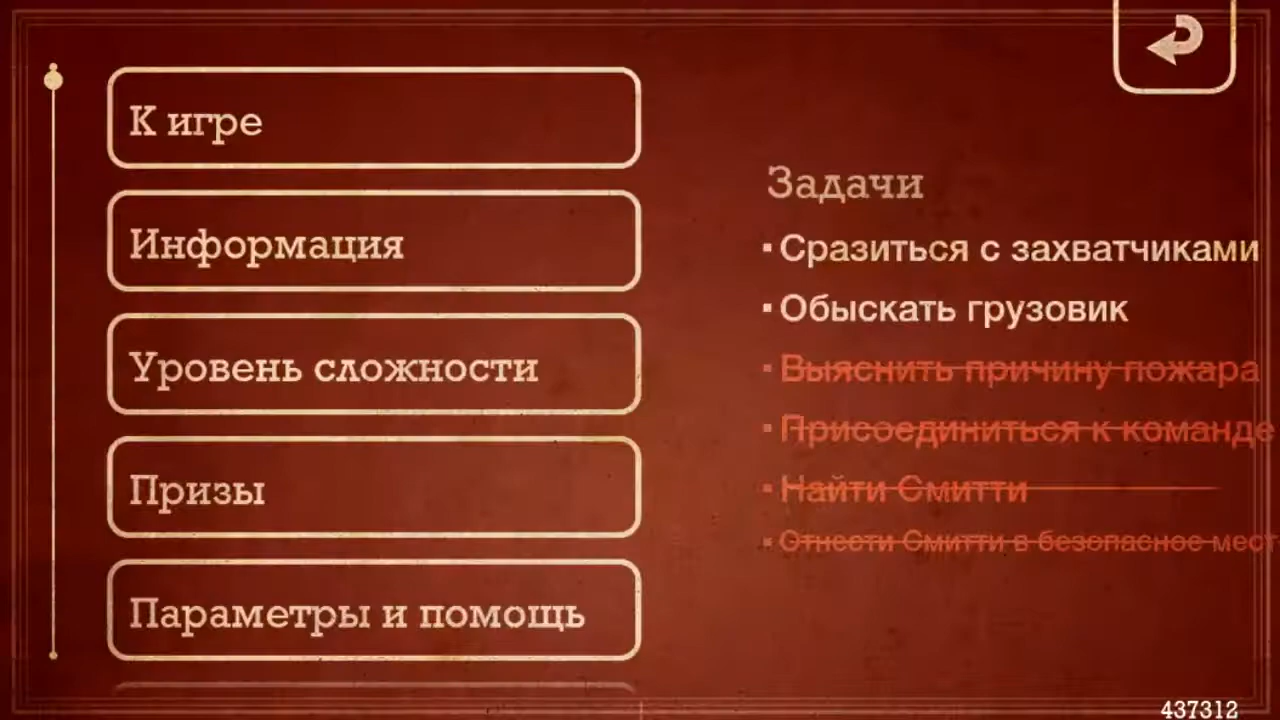 К игре
Информация
Уровень сложности
Призы
Параметры и помощь
Задачи
▪ Сразиться с захватчиками
▪ Обыскать грузовик
▪ Выяснить причину пожара
▪ Присоединиться к команде
▪ Найти Смитти
▪ Отнести Смитти в безопасное мест
437312